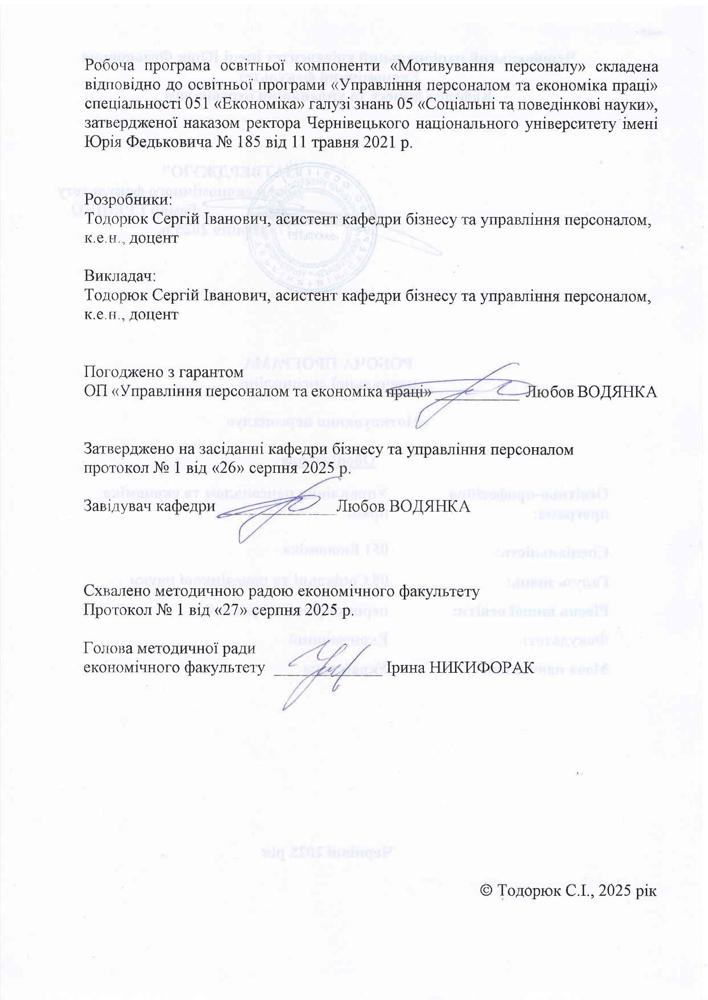 Робоча програма освітньої компоненти «Мотивування персоналу» складена
відповідно до освітньої програми «Управління персоналом та економіка праці»
спеціальності 051 «Економіка» галузі знань 05 «Соціальні та поведінкові науки»,
затвердженої наказом ректора Чернівецького національного університету імені
Юрія Федьковича № 185 від 11 травня 2021 р.
Розробники:
Тодорюк Сергій Іванович, асистент кафедри бізнесу та управління персоналом,
к.е.н., доцент
Викладач:
Тодорюк Сергій Іванович, асистент кафедри бізнесу та управління персоналом,
к.е.н., доцент
Погоджено з гарантом
ОП «Управління персоналом та економіка праці» __________ Любов ВОДЯНКА
Затверджено на засіданні кафедри бізнесу та управління персоналом
протокол № 1 від «26» серпня 2025 р.
Завідувач кафедри ______________ Любов ВОДЯНКА
Схвалено методичною радою економічного факультету
Протокол № 1 від «27» серпня 2025 р.
Голова методичної ради
економічного факультету _____________ Ірина НИКИФОРАК
© Тодорюк С.І., 2025 рік